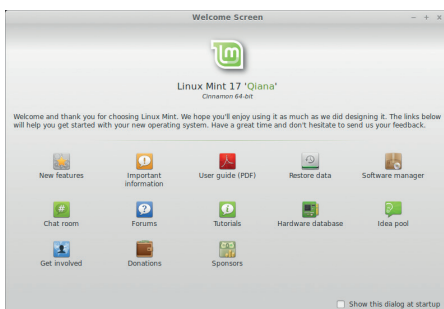 Welcome Screen
Linux Mint 17 'Qiana'
Cinnamon 64-bit
Welcome and thank you for choosing Linux Mint. We hope you'll enjoy using it as much as we did designing it. The links below
will help you get started with your new operating system. Have a great time and don't hesitate to send us your feedback.
New features
Important
information
User guide (PDF)
Restore data
Software manager
Chat room
Forums
Tutorials
Hardware database
Idea pool
Get involved
Donations
Sponsors
Show this dialog at startup